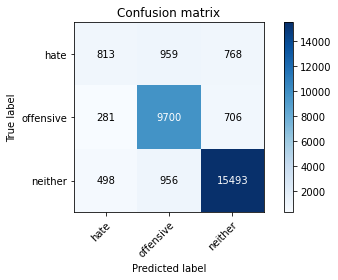 Confusion matrix
14000
hate 813 959 768
12000
10000
offensive 281 9700 706
8000
6000
neither 498 956 15493
4000
2000
hate offensive neither
True label
Predicted label